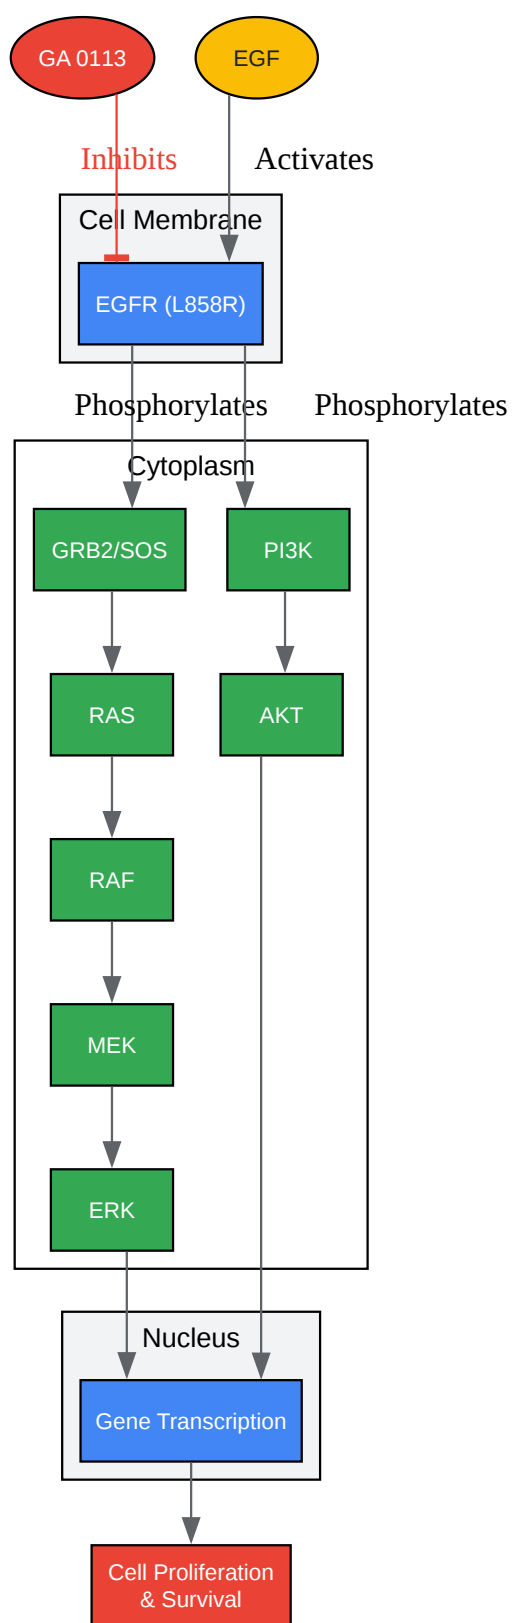 GA 0113
EGF
Inhibits
Activates
Cell Membrane
EGFR (L858R)
Phosphorylates
Phosphorylates
Cytoplasm
GRB2/SOS
PI3K
RAS
AKT
RAF
MEK
ERK
Nucleus
Gene Transcription
Cell Proliferation
& Survival